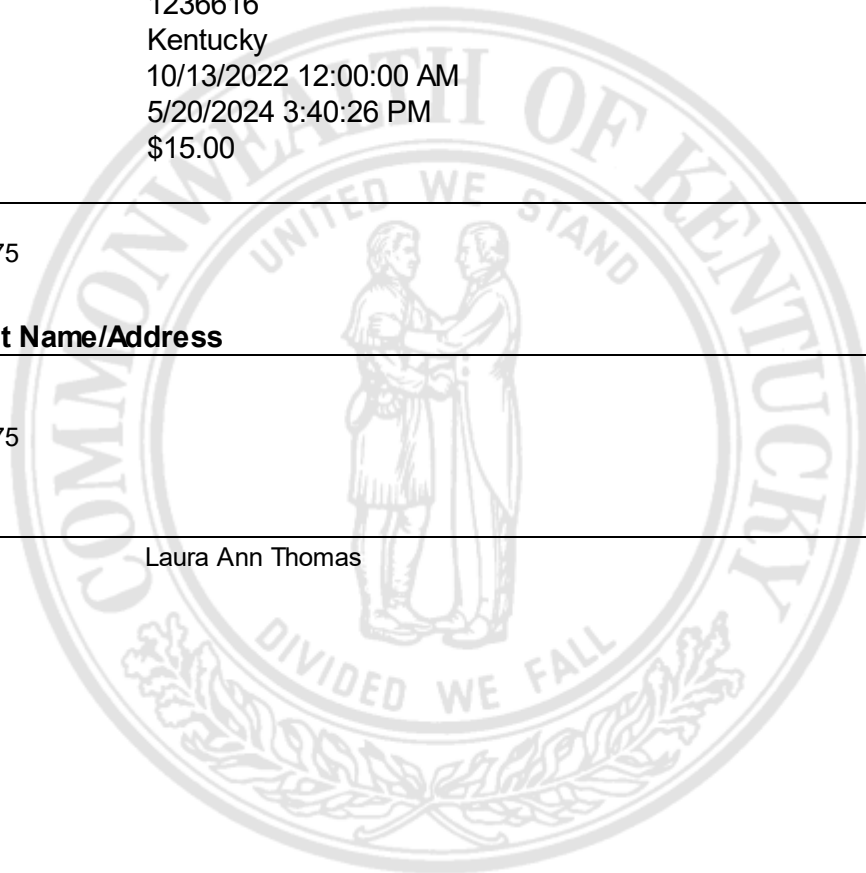 1236616
Kentucky
10/13/2022 12:00:00 AM
5/20/2024 3:40:26 PM
$15.00
75
t Name/Address
75
Laura Ann Thomas
COMMONWEALTH OF KENTUCKY
UNITED WE STAND
DIVIDED WE FALL